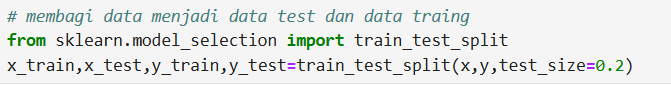 # membagi data menjadi data test dan data traing
from sklearn.model_selection import train_test_split
x_train,x_test,y_train,y_test=train_test_split(x,y,test_size=0.2)